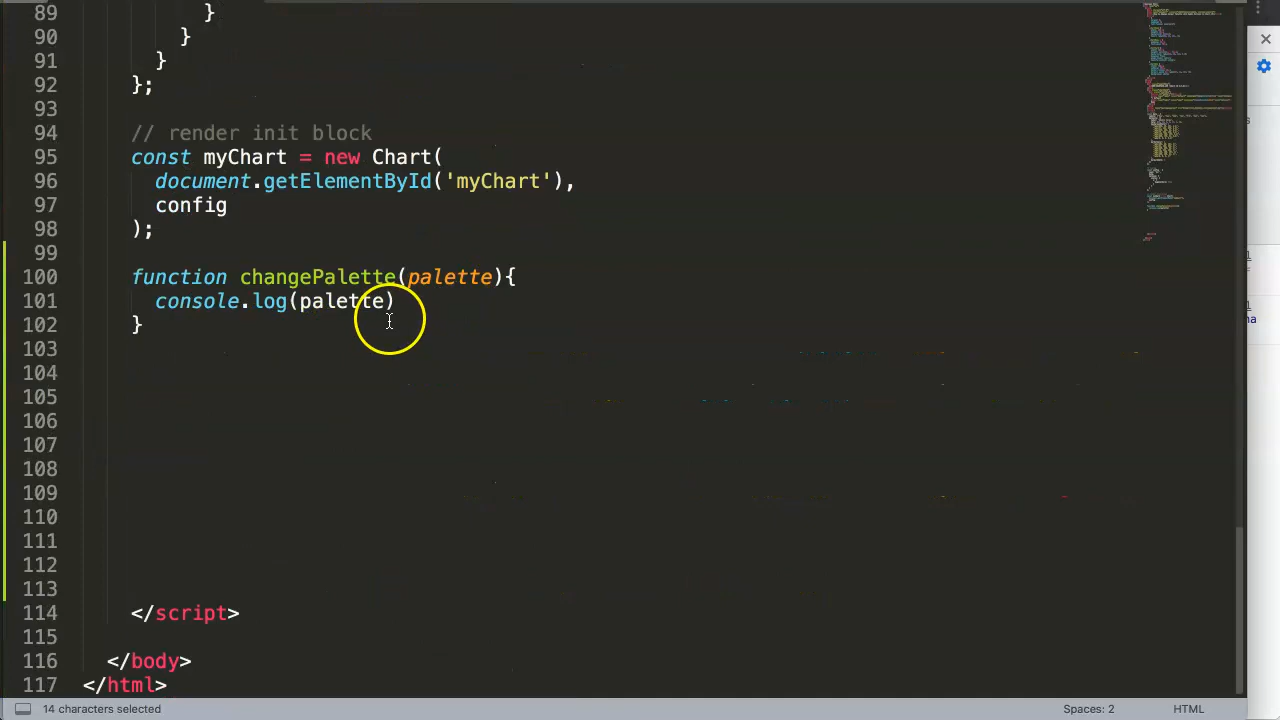 89 }
90 }
91 }
92 };
93
94 // render init block
95 const myChart = new Chart(
96 document.getElementById('myChart'),
97 config
98 );
99
100 function changePalette(palette){
101 console.log(palette)
102 }
103
104
105
106
107
108
109
110
111
112
113
114 </script>
115
116 </body>
117 </html>
14 characters selected Spaces: 2 HTML